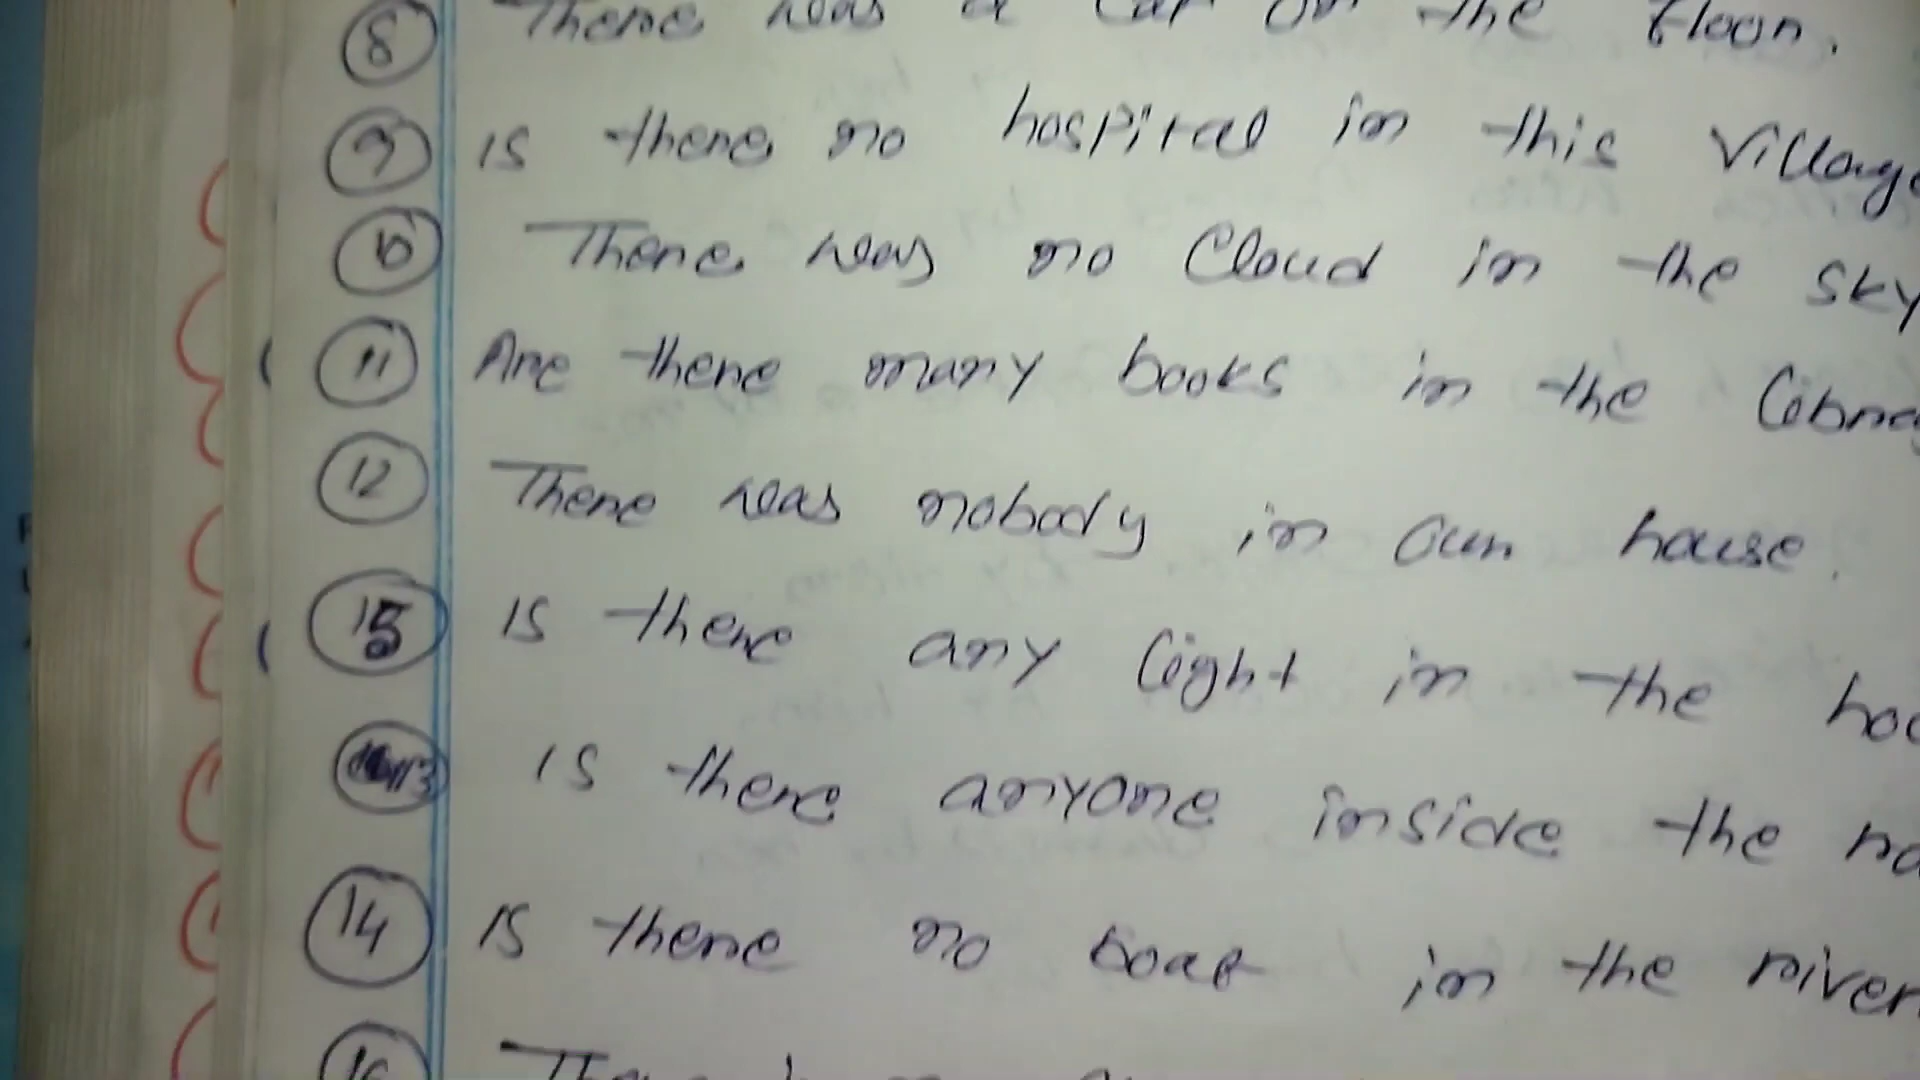 8 There was a cat on the floor.
9 Is there no hospital in this village
10 There was no Cloud in the sky
11 Are there many books in the
12 There was nobody in our house.
15 Is there any light in the
13 Is there anyone inside the
14 Is there no boat in the river
16